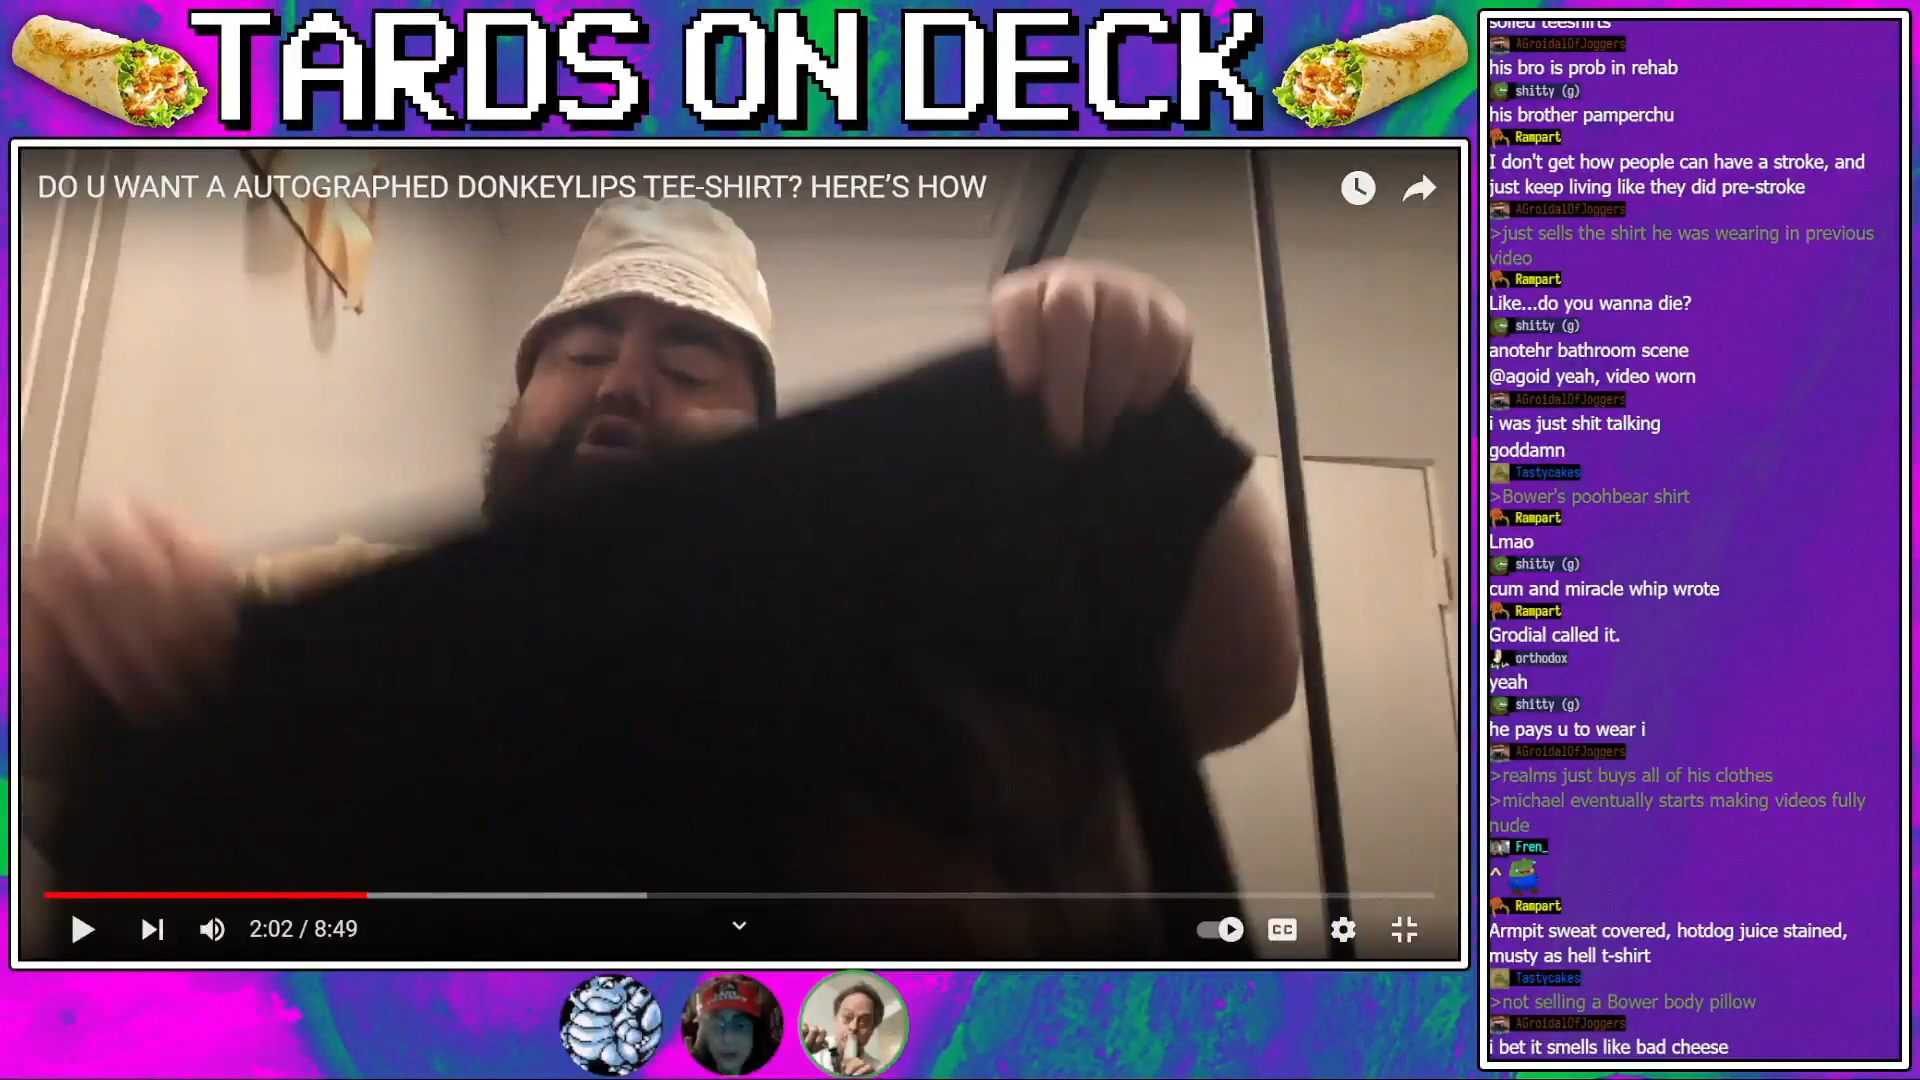 TARDS ON DECK
DO U WANT A AUTOGRAPHED DONKEYLIPS TEE-SHIRT? HERE’S HOW
2:02 / 8:49
CC
soiled teeshirts
AGroidalOfJoggers
his bro is prob in rehab
shitty (g)
his brother pamperchu
Rampart
I don't get how people can have a stroke, and
just keep living like they did pre-stroke
AGroidalOfJoggers
>just sells the shirt he was wearing in previous
video
Rampart
Like...do you wanna die?
shitty (g)
anotehr bathroom scene
@agoid yeah, video worn
AGroidalOfJoggers
i was just shit talking
goddamn
Tastycakes
>Bower's poohbear shirt
Rampart
Lmao
shitty (g)
cum and miracle whip wrote
Rampart
Grodial called it.
orthodox
yeah
shitty (g)
he pays u to wear i
AGroidalOfJoggers
>realms just buys all of his clothes
>michael eventually starts making videos fully
nude
Fren_
^
Rampart
Armpit sweat covered, hotdog juice stained,
musty as hell t-shirt
Tastycakes
>not selling a Bower body pillow
AGroidalOfJoggers
i bet it smells like bad cheese